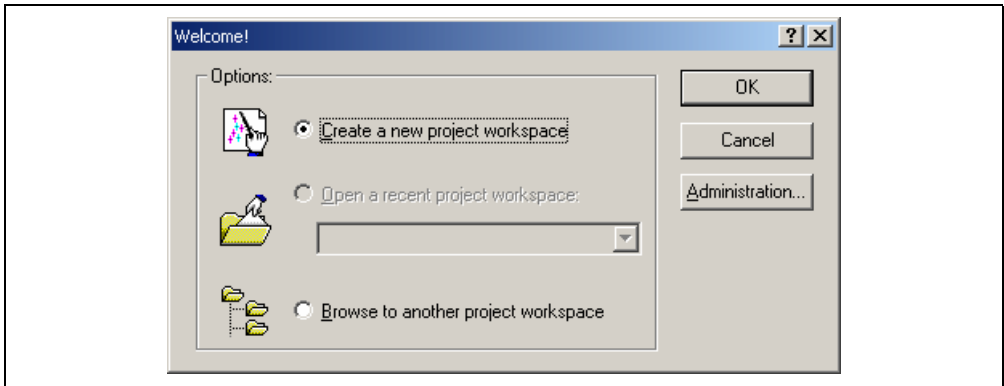 Welcome!
Options:
Create a new project workspace
Open a recent project workspace:
Browse to another project workspace
OK
Cancel
Administration...